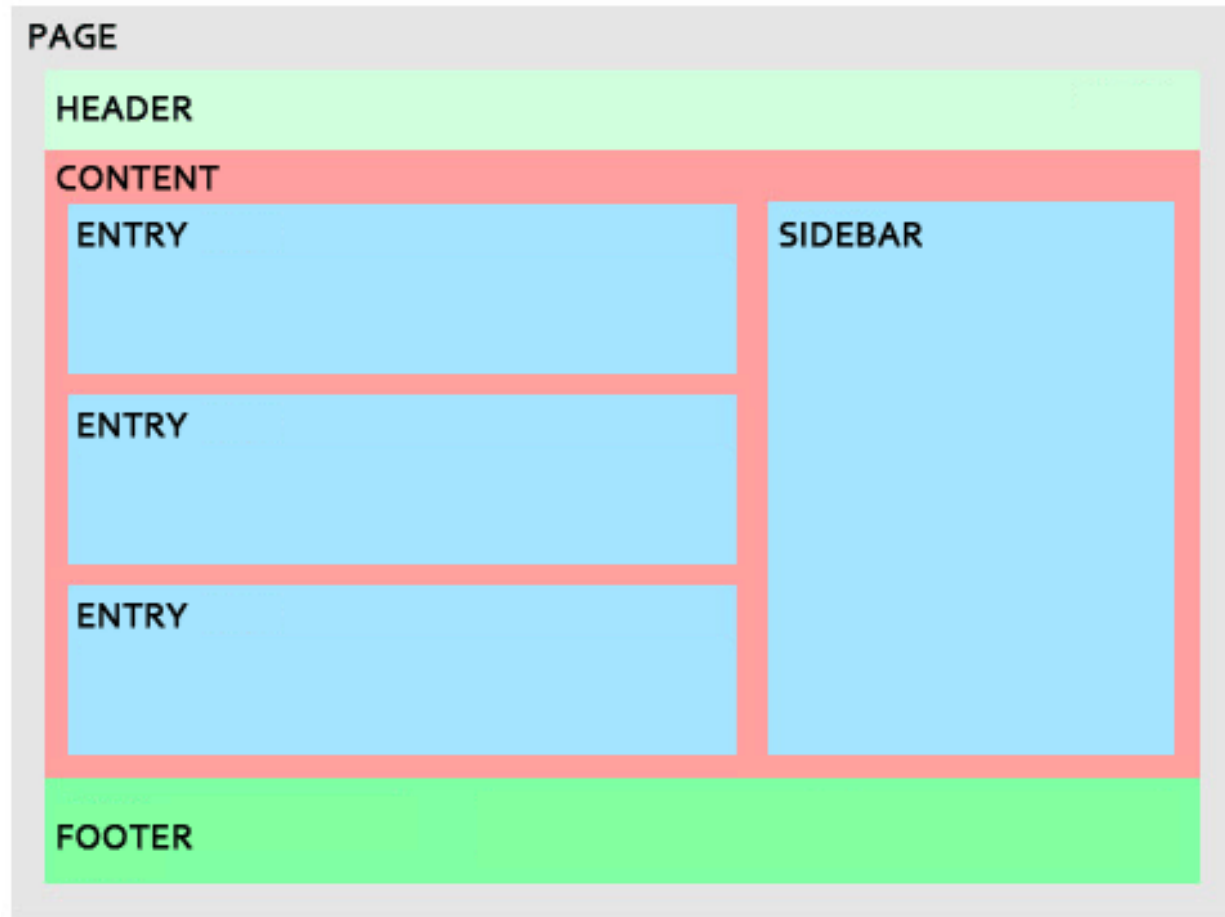 PAGE
HEADER
CONTENT
ENTRY
SIDEBAR
ENTRY
ENTRY
FOOTER